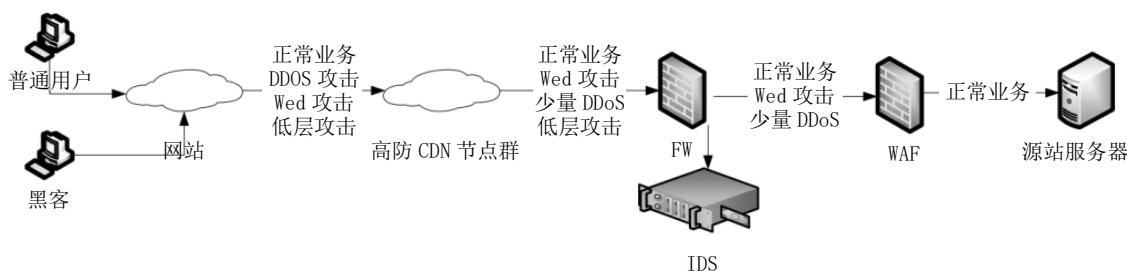 普通用户
黑客
网站
正常业务
DDOS 攻击
Wed 攻击
低层攻击
高防 CDN 节点群
正常业务
Wed 攻击
少量 DDoS
低层攻击
FW
IDS
正常业务
Wed 攻击
少量 DDoS
WAF
正常业务
源站服务器